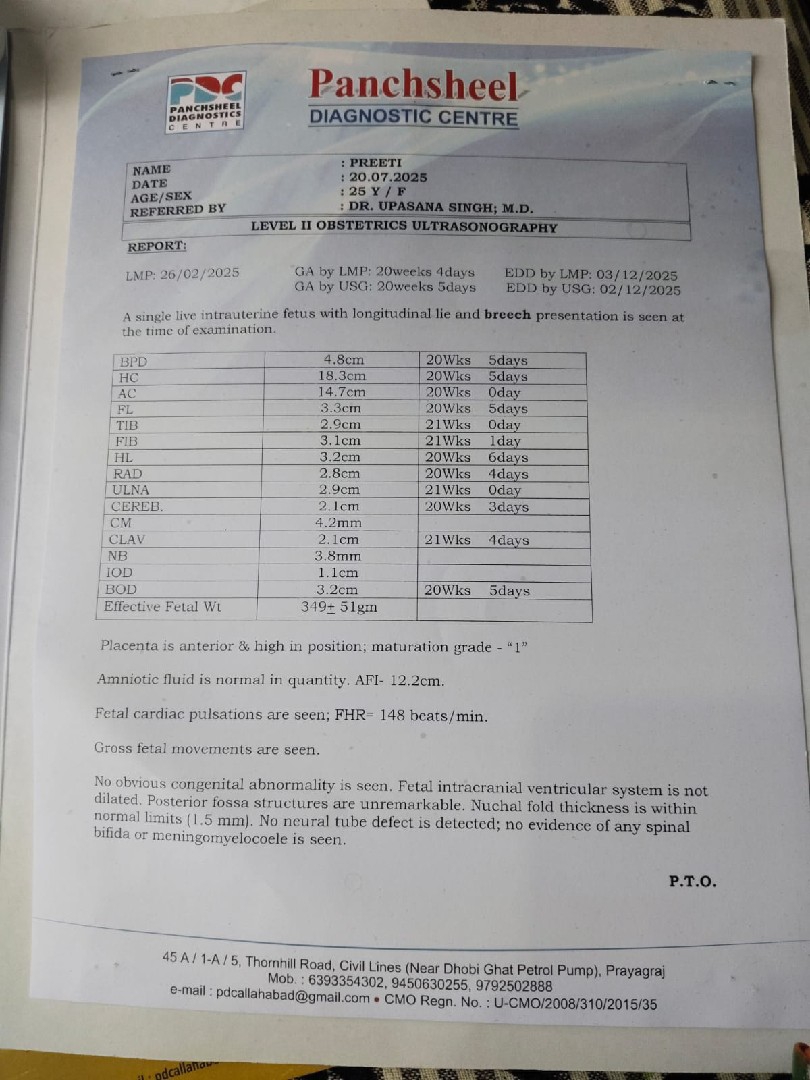 PDC
PANCHSHEEL
DIAGNOSTICS
CENTRE
Panchsheel
DIAGNOSTIC CENTRE
NAME : PREETI
DATE : 20.07.2025
AGE/SEX : 25 Y / F
REFERRED BY : DR. UPASANA SINGH; M.D.
LEVEL II OBSTETRICS ULTRASONOGRAPHY
REPORT:
LMP: 26/02/2025 GA by LMP: 20weeks 4days EDD by LMP: 03/12/2025
GA by USG: 20weeks 5days EDD by USG: 02/12/2025
A single live intrauterine fetus with longitudinal lie and breech presentation is seen at
the time of examination.
BPD 4.8cm 20Wks 5days
HC 18.3cm 20Wks 5days
AC 14.7cm 20Wks 0day
FL 3.3cm 20Wks 5days
TIB 2.9cm 21Wks 0day
FIB 3.1cm 21Wks 1day
HL 3.2cm 20Wks 6days
RAD 2.8cm 20Wks 4days
ULNA 2.9cm 21Wks 0day
CEREB. 2.1cm 20Wks 3days
CM 4.2mm
CLAV 2.1cm 21Wks 4days
NB 3.8mm
IOD 1.1cm
BOD 3.2cm 20Wks 5days
Effective Fetal Wt 349± 51gm
Placenta is anterior & high in position; maturation grade - “1”
Amniotic fluid is normal in quantity. AFI- 12.2cm.
Fetal cardiac pulsations are seen; FHR= 148 beats/min.
Gross fetal movements are seen.
No obvious congenital abnormality is seen. Fetal intracranial ventricular system is not
dilated. Posterior fossa structures are unremarkable. Nuchal fold thickness is within
normal limits (1.5 mm). No neural tube defect is detected; no evidence of any spinal
bifida or meningomyelocoele is seen.
P.T.O.
45 A / 1-A / 5, Thornhill Road, Civil Lines (Near Dhobi Ghat Petrol Pump), Prayagraj
Mob. : 6393354302, 9450630255, 9792502888
e-mail : pdcallahabad@gmail.com • CMO Regn. No. : U-CMO/2008/310/2015/35